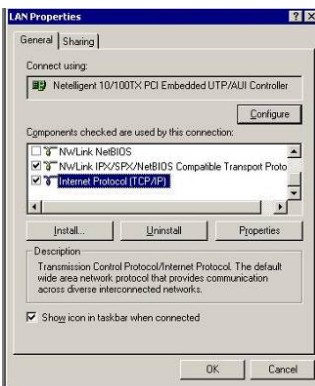 LAN Properties
General Sharing
Connect using:
Netelligent 10/100TX PCI Embedded UTP/AUI Controller
Configure
Components checked are used by this connection:
NWLink NetBIOS
NWLink IPX/SPX/NetBIOS Compatible Transport Proto
Internet Protocol (TCP/IP)
Install... Uninstall Properties
Description
Transmission Control Protocol/Internet Protocol. The default
wide area network protocol that provides communication
across diverse interconnected networks.
Show icon in taskbar when connected
OK Cancel